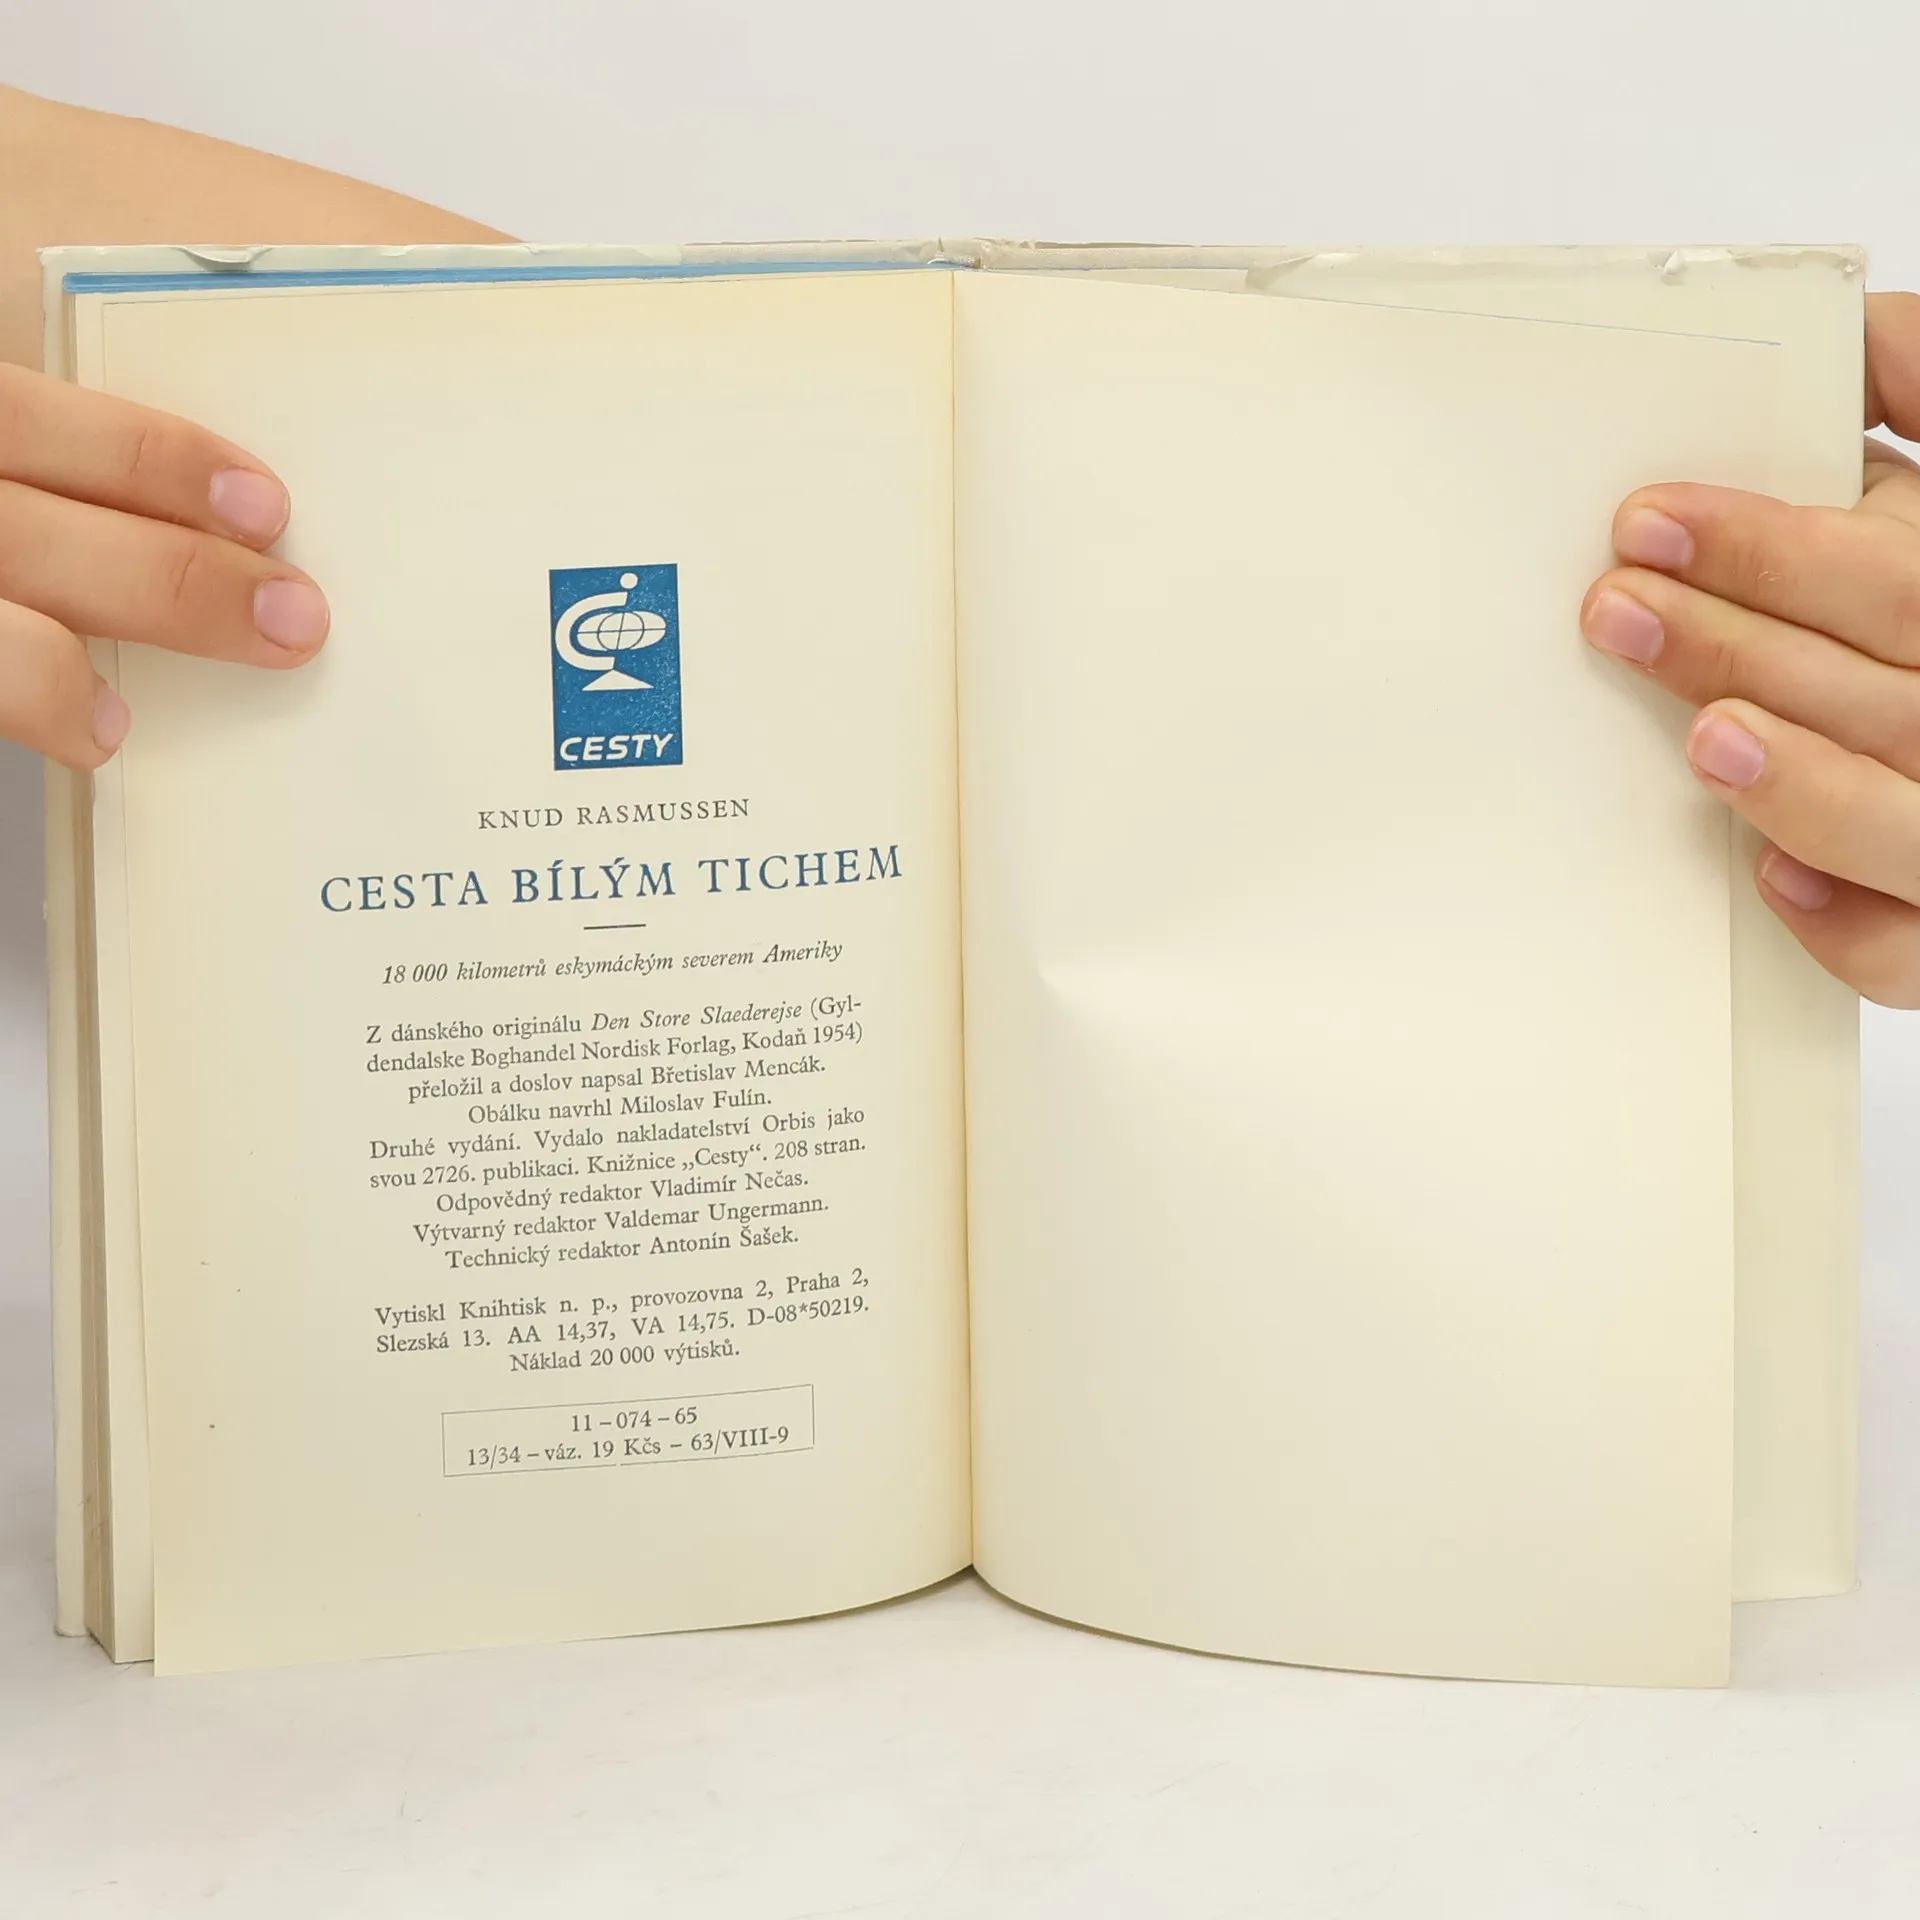 CESTY
KNUD RASMUSSEN
CESTA BÍLÝM TICHEM
18 000 kilometrů eskymáckým severem Ameriky
Z dánského originálu Den Store Slaederejse (Gyl-
dendalske Boghandel Nordisk Forlag, Kodaň 1954)
přeložil a doslov napsal Břetislav Mencák.
Obálku navrhl Miloslav Fulín.
Druhé vydání. Vydalo nakladatelství Orbis jako
svou 2726. publikaci. Knižnice „Cesty“. 208 stran.
Odpovědný redaktor Vladimír Nečas.
Výtvarný redaktor Valdemar Ungermann.
Technický redaktor Antonín Šašek.
Vytiskl Knihtisk n. p., provozovna 2, Praha 2,
Slezská 13. AA 14,37, VA 14,75. D-08*50219.
Náklad 20 000 výtisků.
11 – 074 – 65
13/34 – váz. 19 Kčs – 63/VIII-9